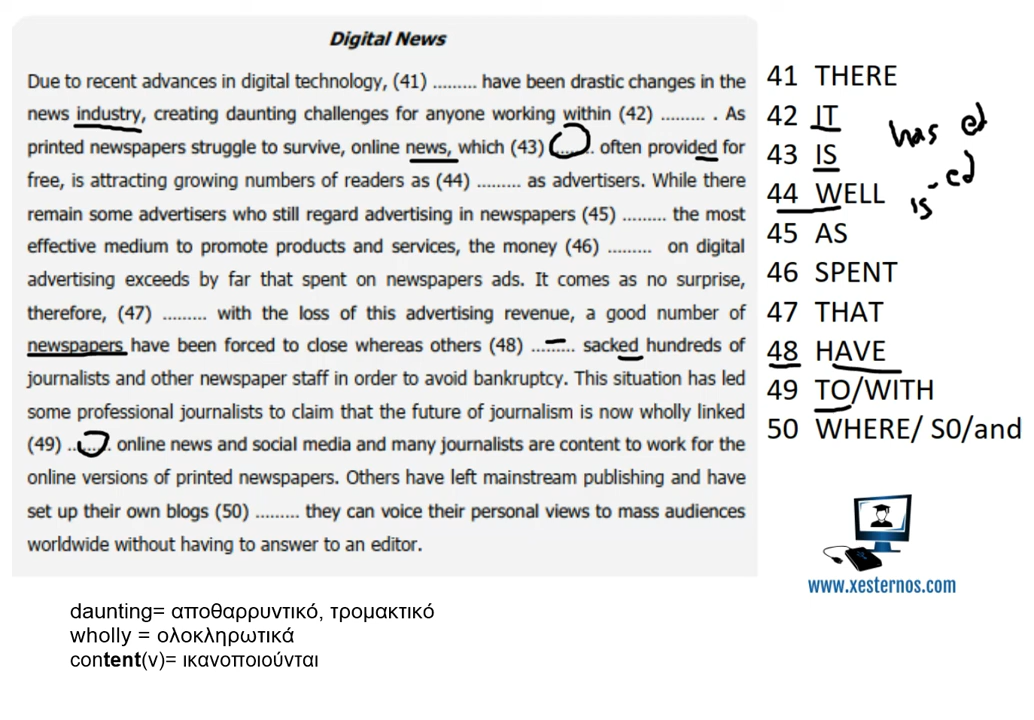 Digital News
Due to recent advances in digital technology, (41) ......... have been drastic changes in the
news industry, creating daunting challenges for anyone working within (42) ......... . As
printed newspapers struggle to survive, online news, which (43) ......... often provided for
free, is attracting growing numbers of readers as (44) ......... as advertisers. While there
remain some advertisers who still regard advertising in newspapers (45) ......... the most
effective medium to promote products and services, the money (46) ......... on digital
advertising exceeds by far that spent on newspapers ads. It comes as no surprise,
therefore, (47) ......... with the loss of this advertising revenue, a good number of
newspapers have been forced to close whereas others (48) ......... sacked hundreds of
journalists and other newspaper staff in order to avoid bankruptcy. This situation has led
some professional journalists to claim that the future of journalism is now wholly linked
(49) ......... online news and social media and many journalists are content to work for the
online versions of printed newspapers. Others have left mainstream publishing and have
set up their own blogs (50) ......... they can voice their personal views to mass audiences
worldwide without having to answer to an editor.
41 THERE
42 IT
43 IS
44 WELL
45 AS
46 SPENT
47 THAT
48 HAVE
49 TO/WITH
50 WHERE/ S0/and
has ed
is -ed
www.xesternos.com
daunting= αποθαρρυντικό, τρομακτικό
wholly = ολοκληρωτικά
content(v)= ικανοποιούνται